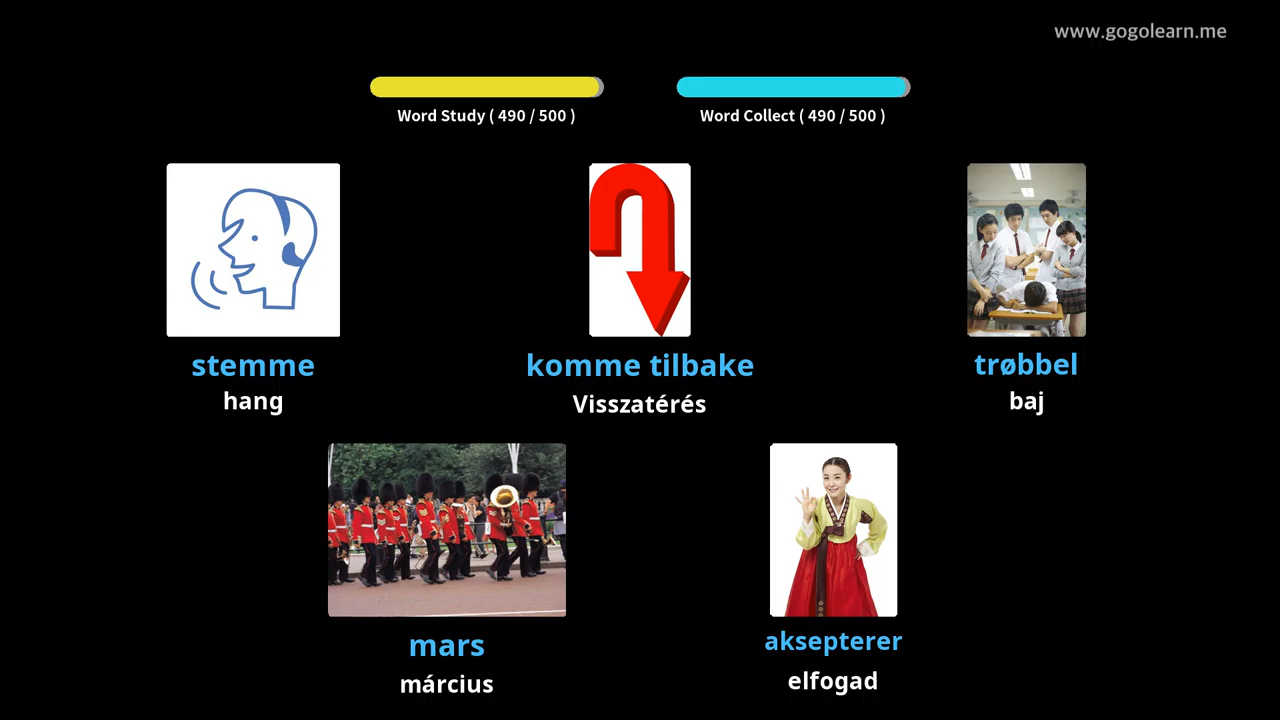 www.gogolearn.me
Word Study ( 490 / 500 )
Word Collect ( 490 / 500 )
stemme
hang
komme tilbake
Visszatérés
trøbbel
baj
mars
március
aksepterer
elfogad